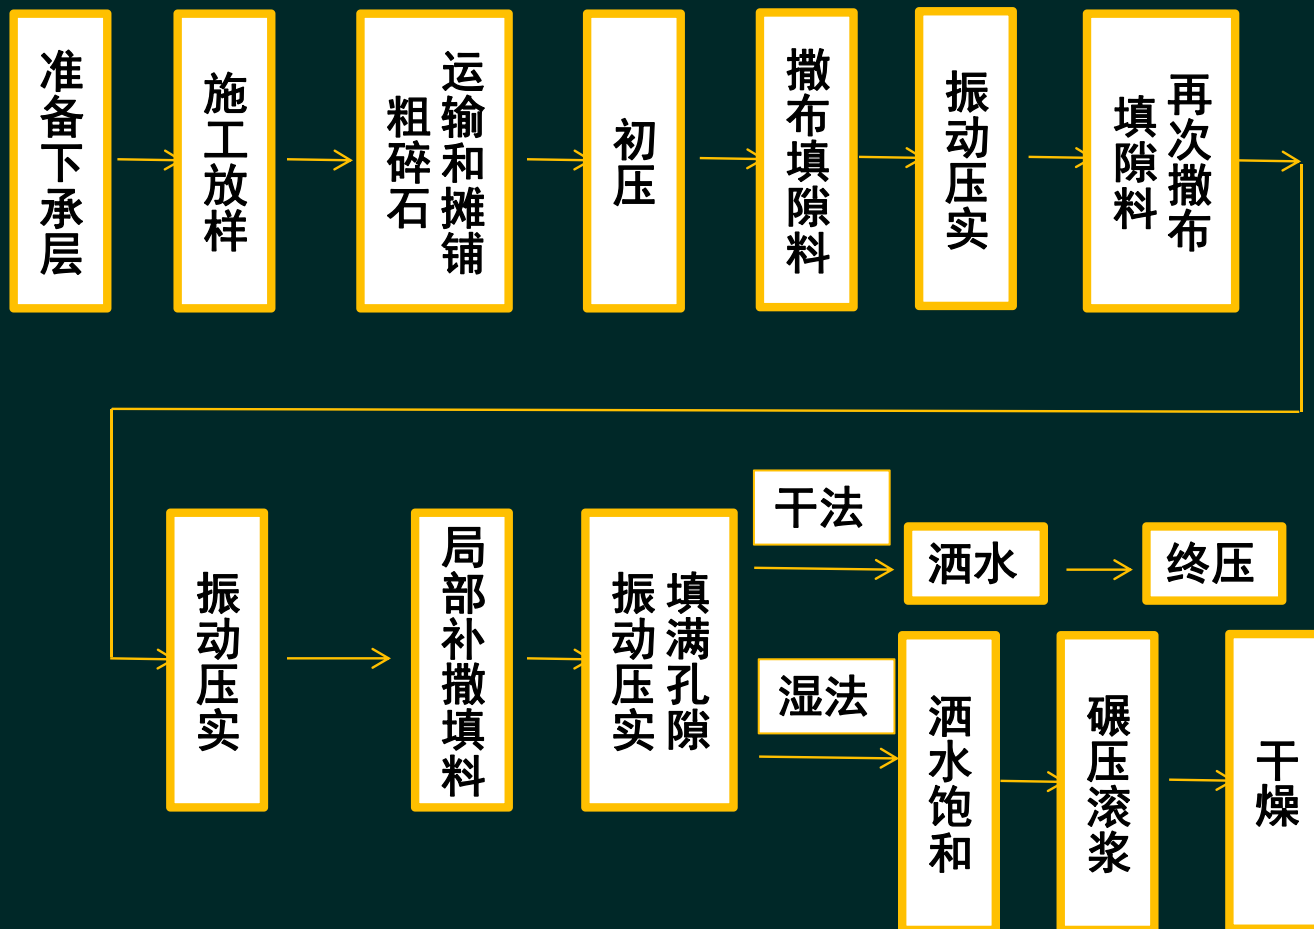 准备下承层
施工放样
运输和摊铺
粗碎石
初压
撒布填隙料
振动压实
再次撒布
填隙料
振动压实
局部补撒填料
填满孔隙
振动压实
干法
洒水
终压
湿法
洒水饱和
碾压滚浆
干燥